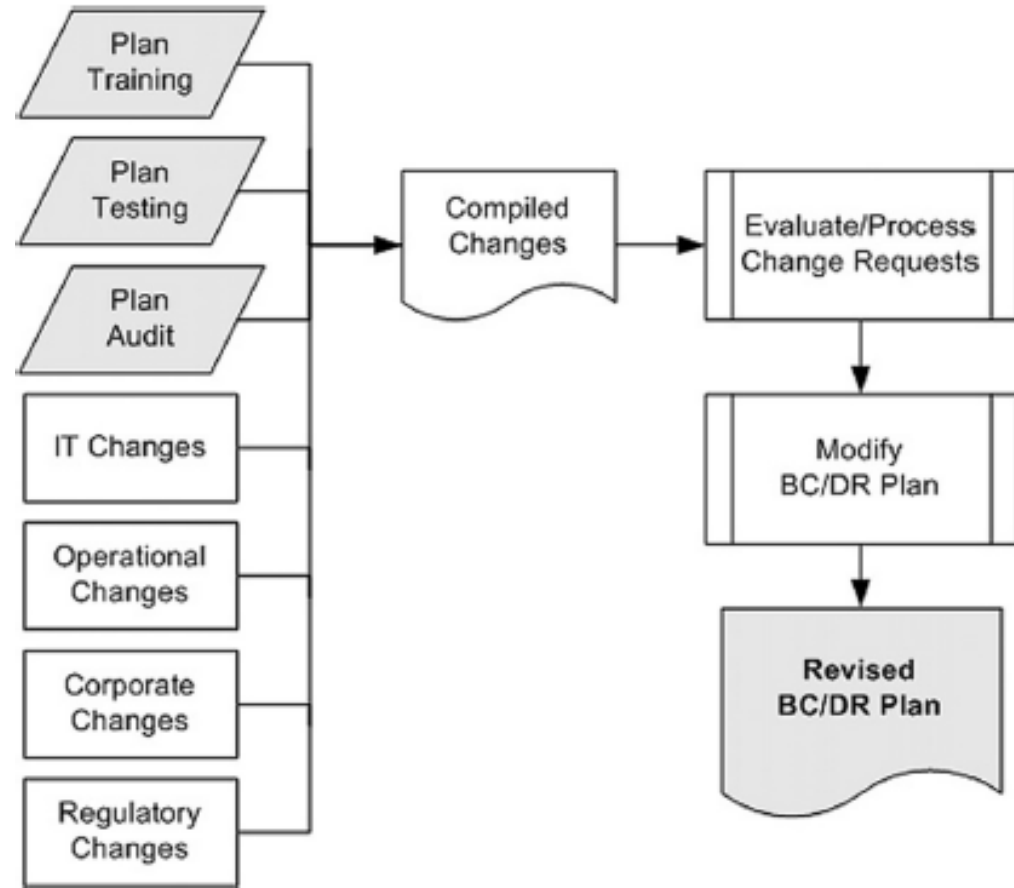 Plan
Training
Plan
Testing
Plan
Audit
IT Changes
Operational
Changes
Corporate
Changes
Regulatory
Changes
Compiled
Changes
Evaluate/Process
Change Requests
Modify
BC/DR Plan
Revised
BC/DR Plan